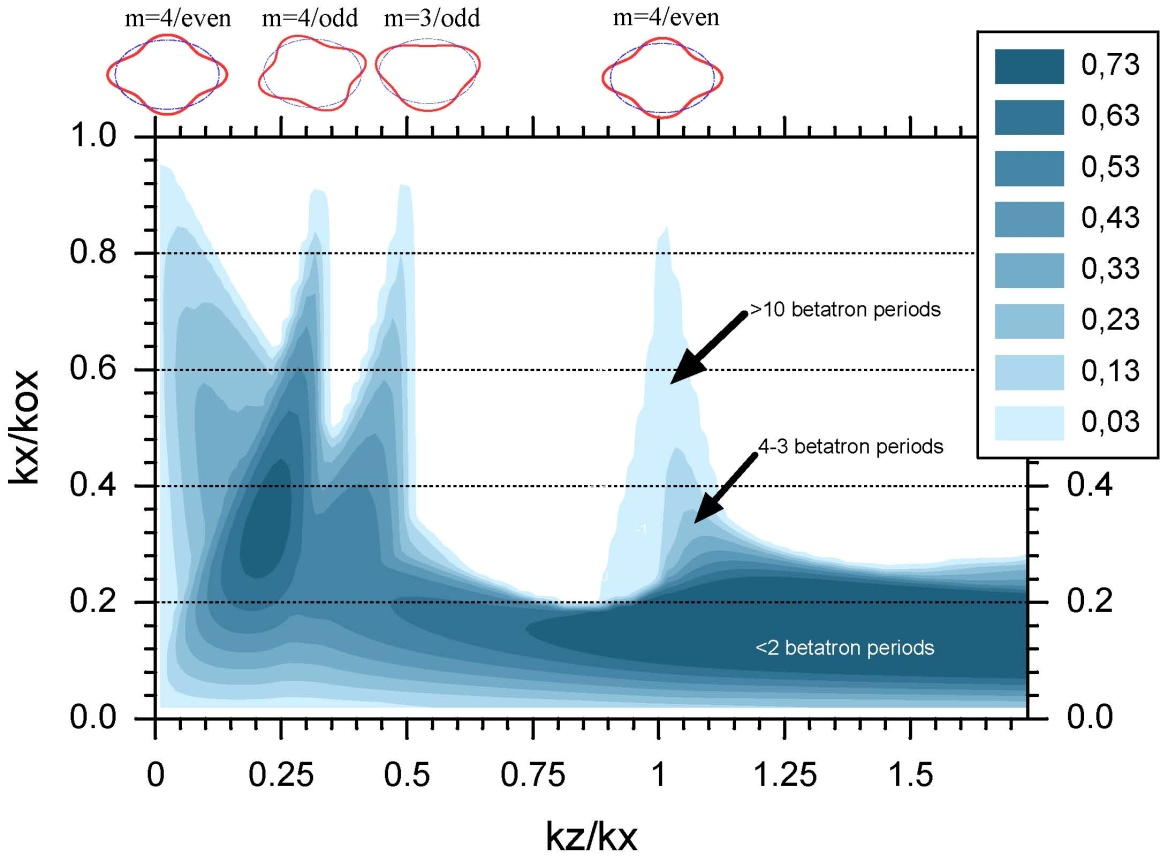 m=4/even m=4/odd m=3/odd m=4/even
0,73
0,63
0,53
0,43
0,33
0,23
0,13
0,03
1.0
0.8
0.6
0.4
0.2
0.0
kx/kox
>10 betatron periods
4-3 betatron periods
<2 betatron periods
0.4
0.2
0.0
0 0.25 0.5 0.75 1 1.25 1.5
kz/kx